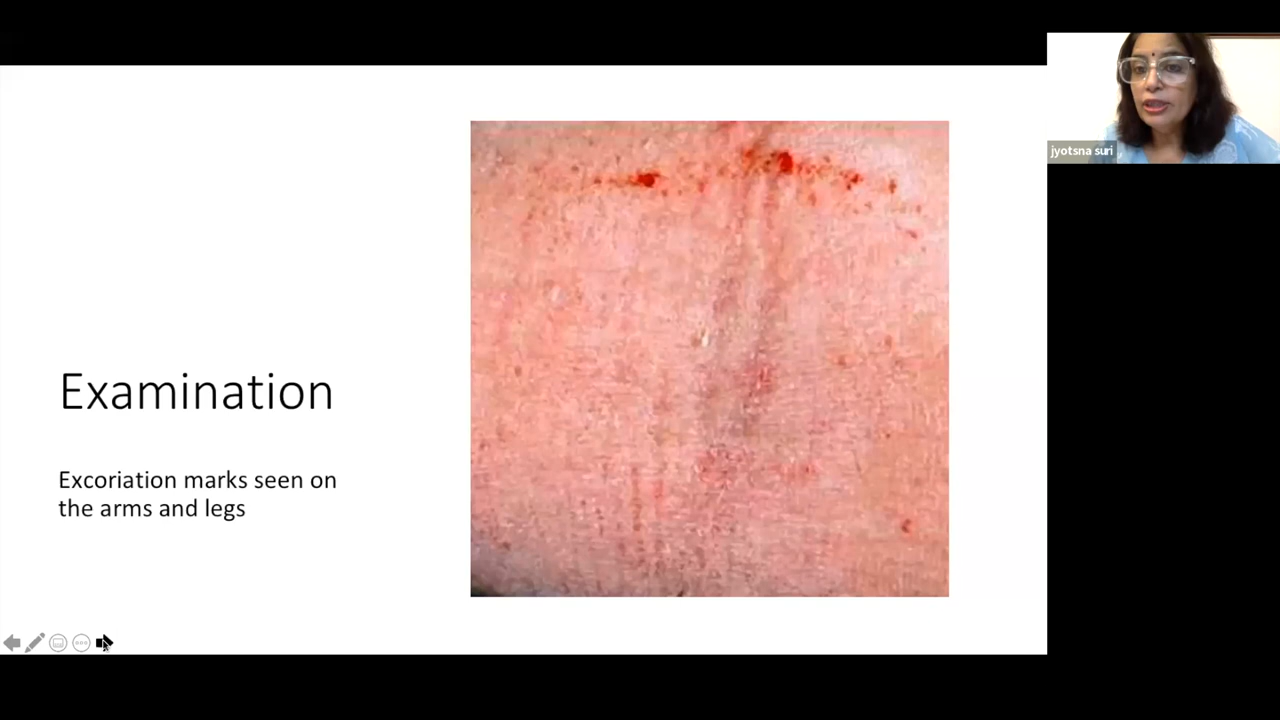 jyotsna suri
Examination
Excoriation marks seen on
the arms and legs